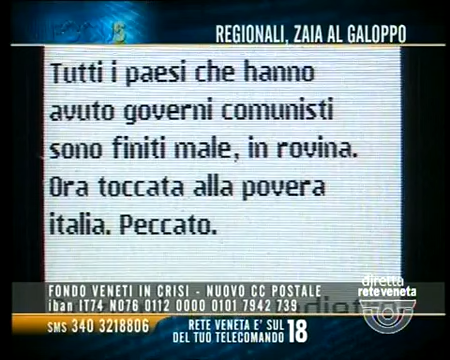 FOCUS
REGIONALI, ZAIA AL GALOPPO
Tutti i paesi che hanno
avuto governi comunisti
sono finiti male, in rovina.
Ora toccata alla povera
italia. Peccato.
FONDO VENETI IN CRISI - NUOVO CC POSTALE
iban IT74 N076 0112 0000 0101 7942 739
diretta
reteveneta
SMS 340 3218806
RETE VENETA E' SUL
DEL TUO TELECOMANDO 18